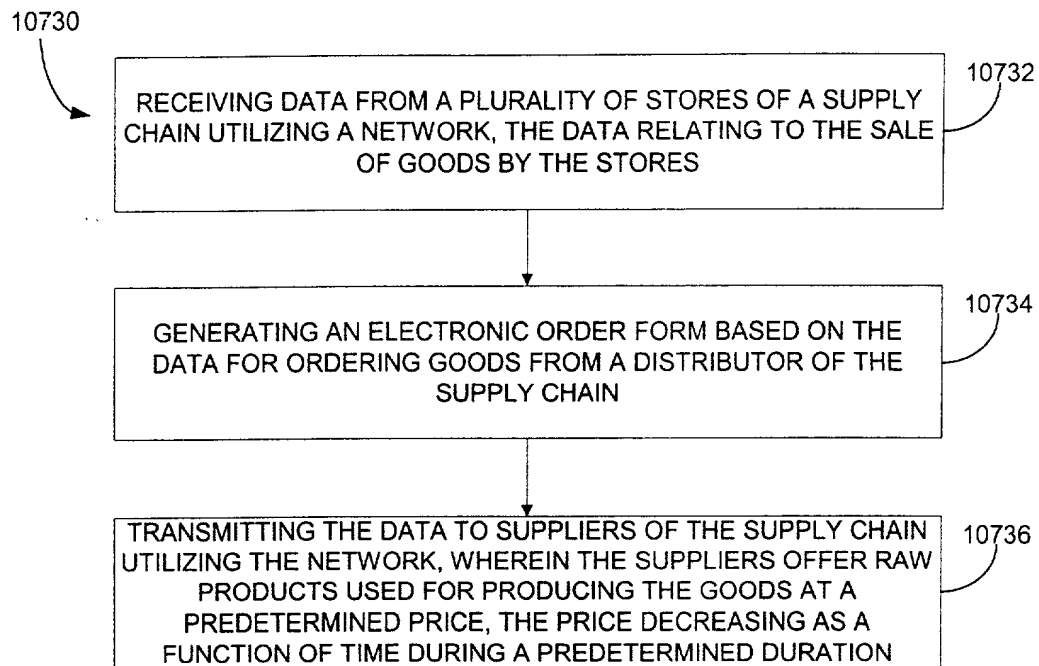 10730
10732
RECEIVING DATA FROM A PLURALITY OF STORES OF A SUPPLY
CHAIN UTILIZING A NETWORK, THE DATA RELATING TO THE SALE
OF GOODS BY THE STORES
10734
GENERATING AN ELECTRONIC ORDER FORM BASED ON THE
DATA FOR ORDERING GOODS FROM A DISTRIBUTOR OF THE
SUPPLY CHAIN
10736
TRANSMITTING THE DATA TO SUPPLIERS OF THE SUPPLY CHAIN
UTILIZING THE NETWORK, WHEREIN THE SUPPLIERS OFFER RAW
PRODUCTS USED FOR PRODUCING THE GOODS AT A
PREDETERMINED PRICE, THE PRICE DECREASING AS A
FUNCTION OF TIME DURING A PREDETERMINED DURATION